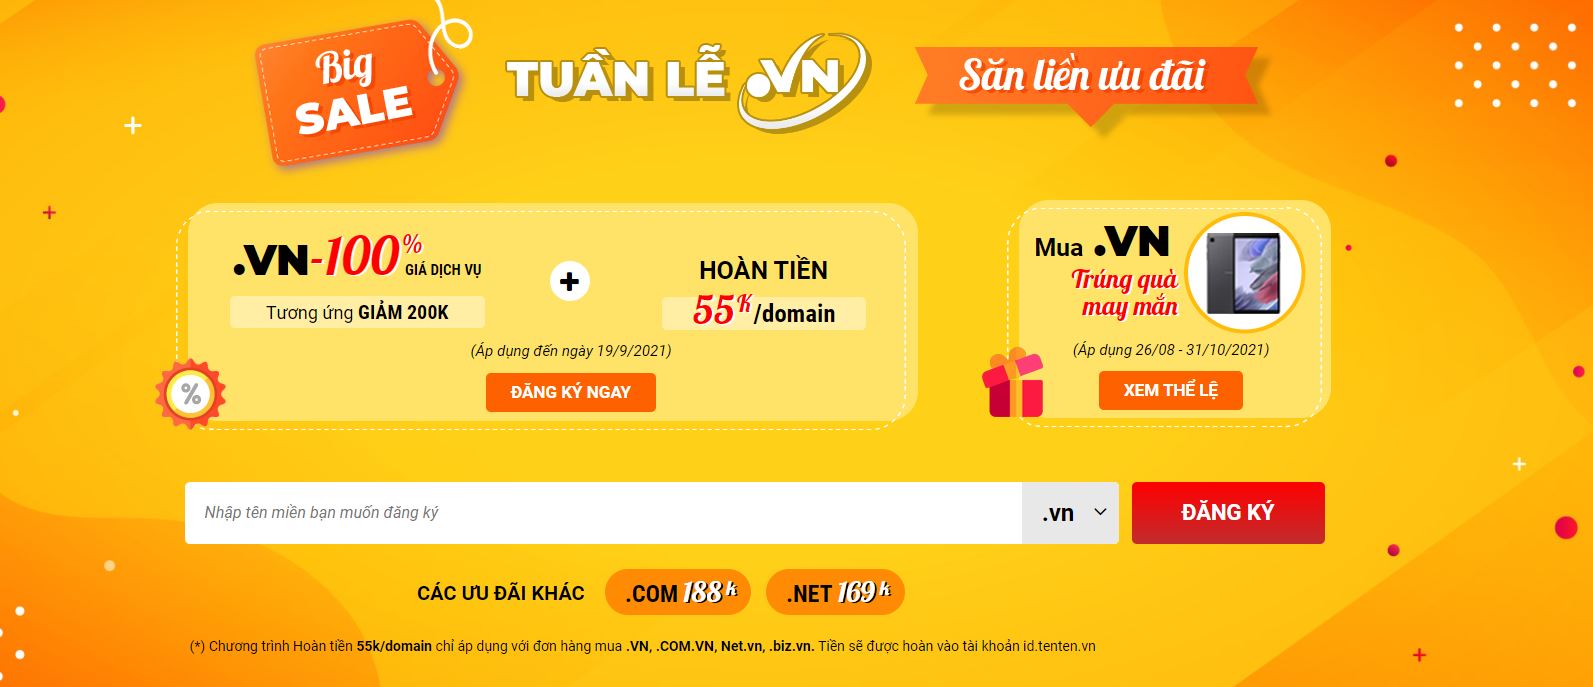 Big
SALE
TUẦN LỄ .VN
Săn liền ưu đãi
.VN-100%
GIÁ DỊCH VỤ
Tương ứng GIẢM 200K
+
HOÀN TIỀN
55K/domain
(Áp dụng đến ngày 19/9/2021)
ĐĂNG KÝ NGAY
%
Mua .VN
Trúng quà
may mắn
(Áp dụng 26/08 - 31/10/2021)
XEM THỂ LỆ
Nhập tên miền bạn muốn đăng ký
.vn
ĐĂNG KÝ
CÁC ƯU ĐÃI KHÁC
.COM 188k
.NET 169k
(*) Chương trình Hoàn tiền 55k/domain chỉ áp dụng với đơn hàng mua .VN, .COM.VN, Net.vn, .biz.vn. Tiền sẽ được hoàn vào tài khoản id.tenten.vn